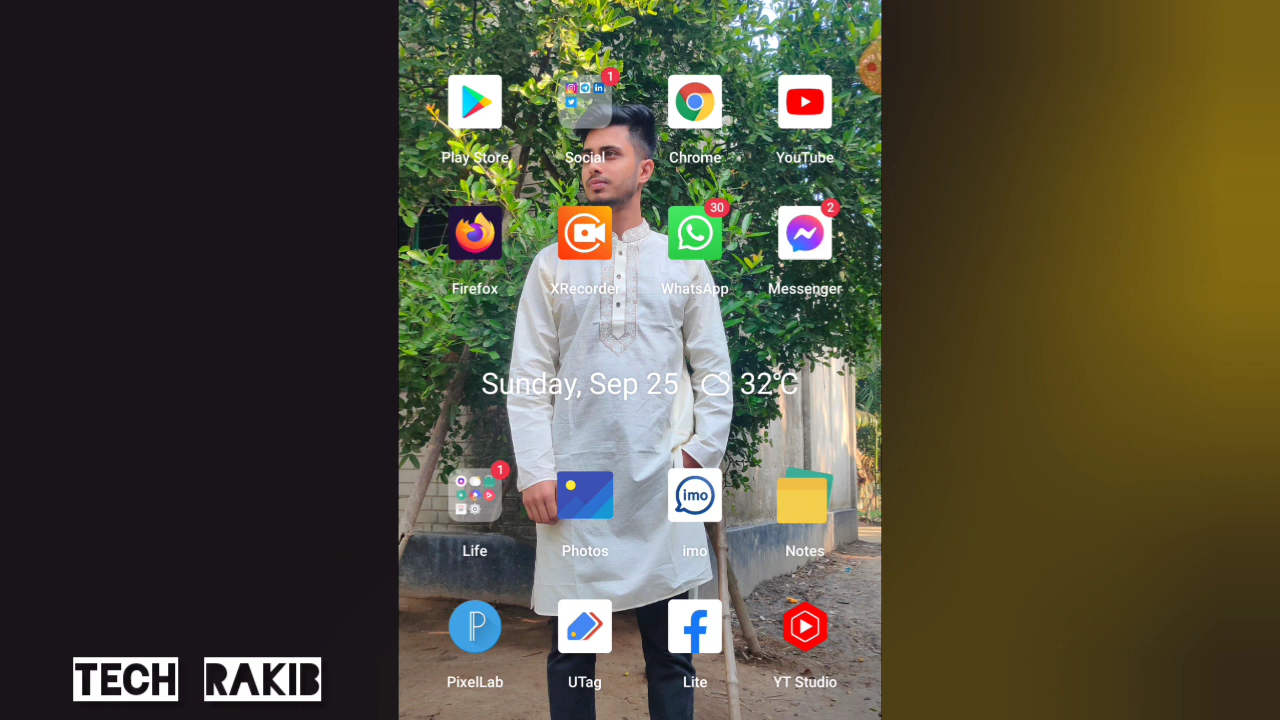 1
Play Store Social Chrome YouTube
30 2
Firefox XRecorder WhatsApp Messenger
Sunday, Sep 25 32°C
1
imo
Life Photos imo Notes
P
PixelLab UTag Lite YT Studio
TECH RAKIB